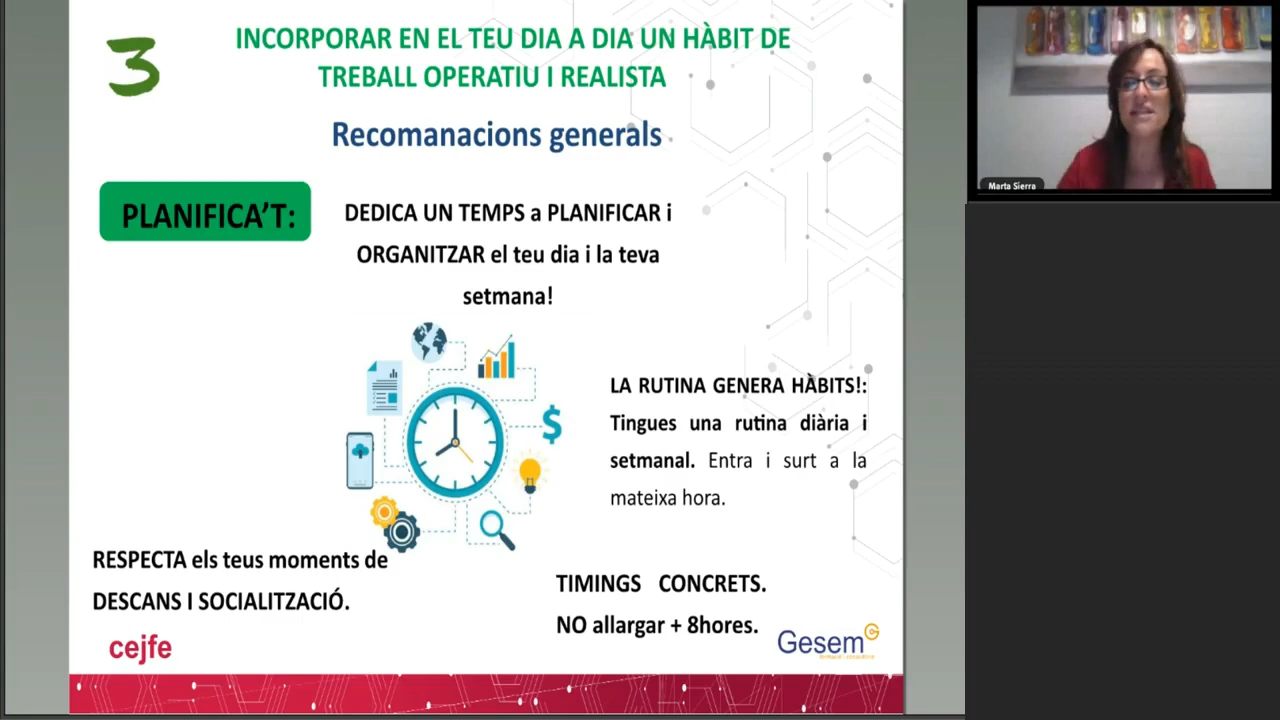 3
INCORPORAR EN EL TEU DIA A DIA UN HÀBIT DE
TREBALL OPERATIU I REALISTA
Recomanacions generals
PLANIFICA'T:
DEDICA UN TEMPS a PLANIFICAR i
ORGANITZAR el teu dia i la teva
setmana!
LA RUTINA GENERA HÀBITS!:
Tingues una rutina diària i
setmanal. Entra i surt a la
mateixa hora.
RESPECTA els teus moments de
DESCANS I SOCIALITZACIÓ.
TIMINGS CONCRETS.
NO allargar + 8hores.
cejfe
Gesem
Marta Sierra